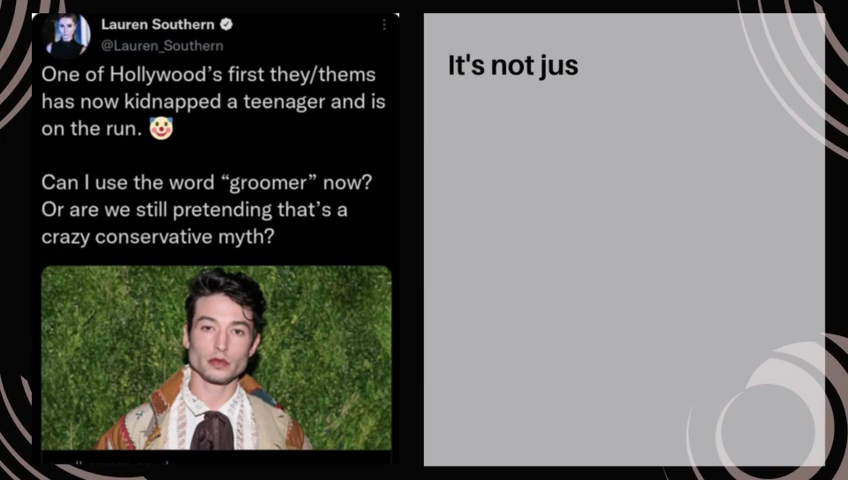 Lauren Southern
@Lauren_Southern
One of Hollywood’s first they/thems
has now kidnapped a teenager and is
on the run. 🤡
Can I use the word “groomer” now?
Or are we still pretending that’s a
crazy conservative myth?
It's not jus